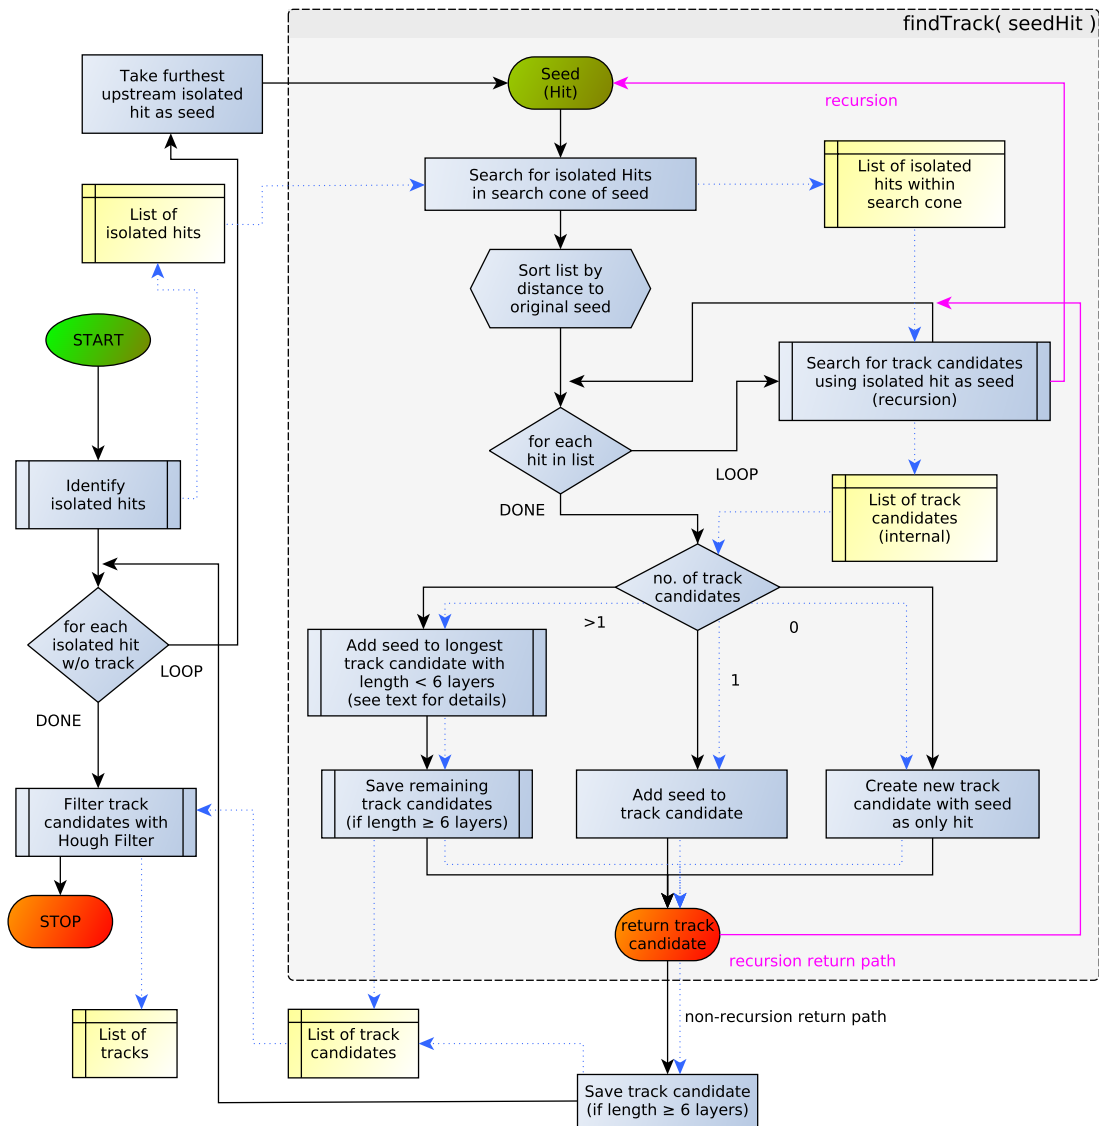 findTrack( seedHit )
Take furthest
upstream isolated
hit as seed
Seed
(Hit)
recursion
List of
isolated hits
Search for isolated Hits
in search cone of seed
List of isolated
hits within
search cone
Sort list by
distance to
original seed
START
Search for track candidates
using isolated hit as seed
(recursion)
for each
hit in list
LOOP
DONE
Identify
isolated hits
List of track
candidates
(internal)
no. of track
candidates
>1
0
1
for each
isolated hit
w/o track
LOOP
DONE
Add seed to longest
track candidate with
length < 6 layers
(see text for details)
Save remaining
track candidates
(if length ≥ 6 layers)
Add seed to
track candidate
Create new track
candidate with seed
as only hit
Filter track
candidates with
Hough Filter
STOP
return track
candidate
recursion return path
non-recursion return path
List of
tracks
List of track
candidates
Save track candidate
(if length ≥ 6 layers)